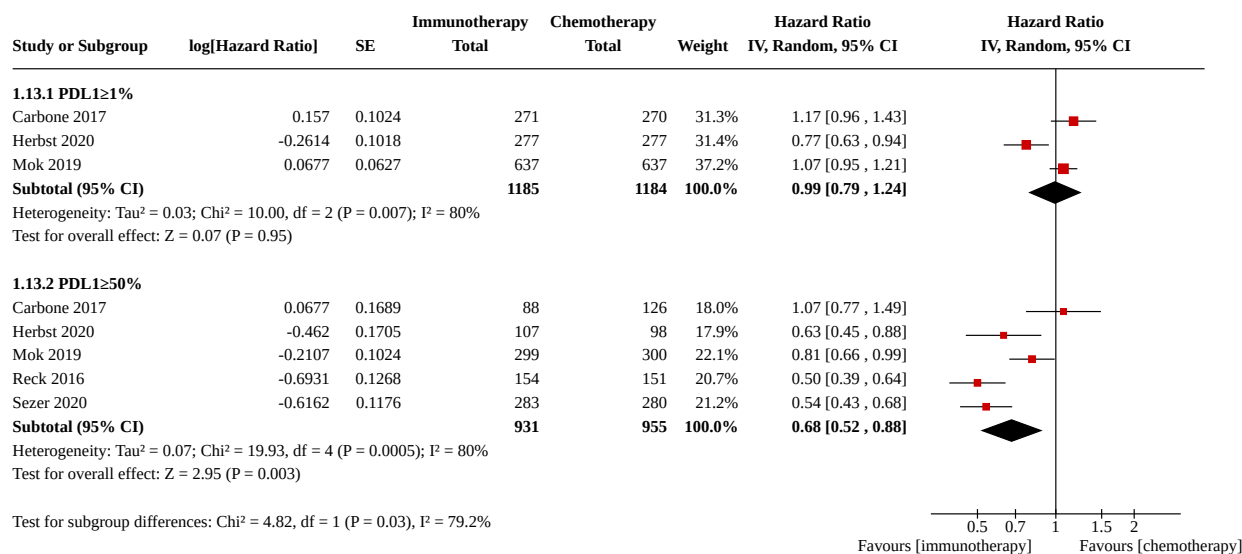 Immunotherapy Chemotherapy Hazard Ratio Hazard Ratio
Study or Subgroup log[Hazard Ratio] SE Total Total Weight IV, Random, 95% CI IV, Random, 95% CI
1.13.1 PDL1≥1%
Carbone 2017 0.157 0.1024 271 270 31.3% 1.17 [0.96 , 1.43]
Herbst 2020 -0.2614 0.1018 277 277 31.4% 0.77 [0.63 , 0.94]
Mok 2019 0.0677 0.0627 637 637 37.2% 1.07 [0.95 , 1.21]
Subtotal (95% CI) 1185 1184 100.0% 0.99 [0.79 , 1.24]
Heterogeneity: Tau² = 0.03; Chi² = 10.00, df = 2 (P = 0.007); I² = 80%
Test for overall effect: Z = 0.07 (P = 0.95)
1.13.2 PDL1≥50%
Carbone 2017 0.0677 0.1689 88 126 18.0% 1.07 [0.77 , 1.49]
Herbst 2020 -0.462 0.1705 107 98 17.9% 0.63 [0.45 , 0.88]
Mok 2019 -0.2107 0.1024 299 300 22.1% 0.81 [0.66 , 0.99]
Reck 2016 -0.6931 0.1268 154 151 20.7% 0.50 [0.39 , 0.64]
Sezer 2020 -0.6162 0.1176 283 280 21.2% 0.54 [0.43 , 0.68]
Subtotal (95% CI) 931 955 100.0% 0.68 [0.52 , 0.88]
Heterogeneity: Tau² = 0.07; Chi² = 19.93, df = 4 (P = 0.0005); I² = 80%
Test for overall effect: Z = 2.95 (P = 0.003)
Test for subgroup differences: Chi² = 4.82, df = 1 (P = 0.03), I² = 79.2%
0.5 0.7 1 1.5 2
Favours [immunotherapy] Favours [chemotherapy]